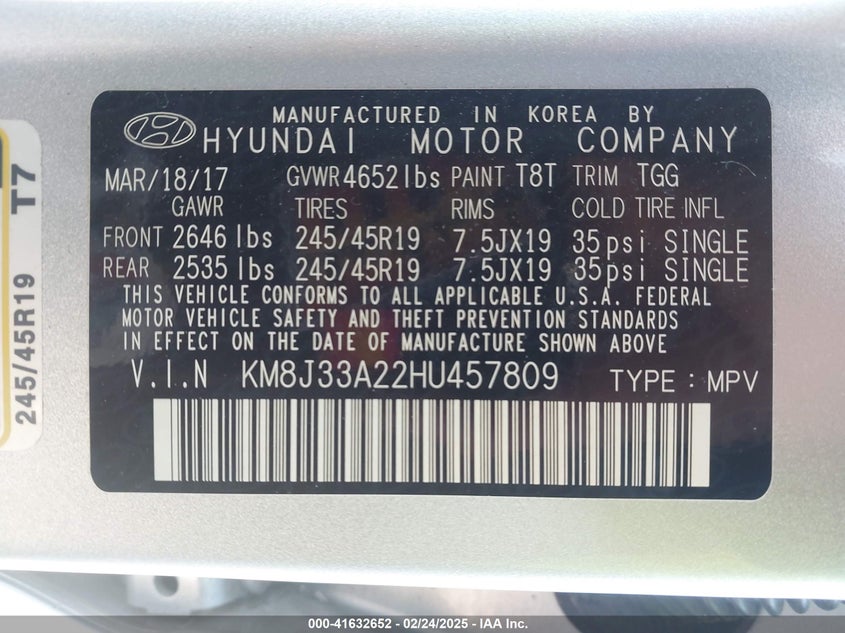 MANUFACTURED IN KOREA BY
HYUNDAI MOTOR COMPANY
MAR/18/17 GVWR 4652 lbs PAINT T8T TRIM TGG
GAWR TIRES RIMS COLD TIRE INFL
FRONT 2646 lbs 245/45R19 7.5JX19 35psi SINGLE
REAR 2535 lbs 245/45R19 7.5JX19 35psi SINGLE
THIS VEHICLE CONFORMS TO ALL APPLICABLE U.S.A. FEDERAL
MOTOR VEHICLE SAFETY AND THEFT PREVENTION STANDARDS
IN EFFECT ON THE DATE OF MANUFACTURE SHOWN ABOVE
V.I.N KM8J33A22HU457809 TYPE : MPV
245/45R19 T7
000-41632652 - 02/24/2025 - IAA Inc.